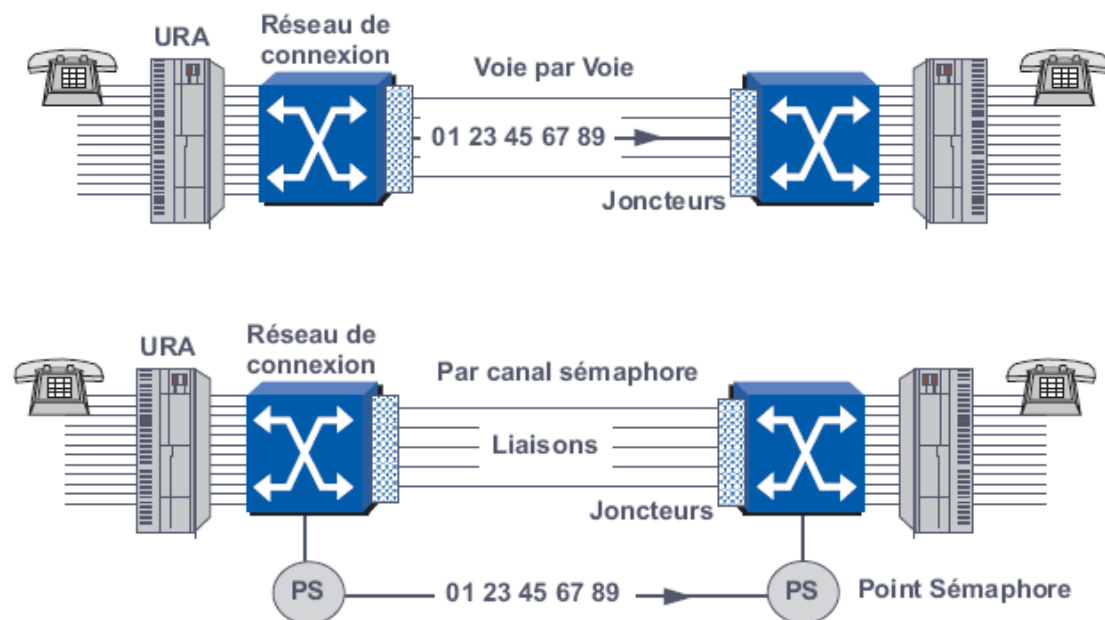 URA
Réseau de
connexion
Voie par Voie
01 23 45 67 89
Joncteurs
URA
Réseau de
connexion
Par canal sémaphore
Liaisons
Joncteurs
PS
01 23 45 67 89
PS
Point Sémaphore